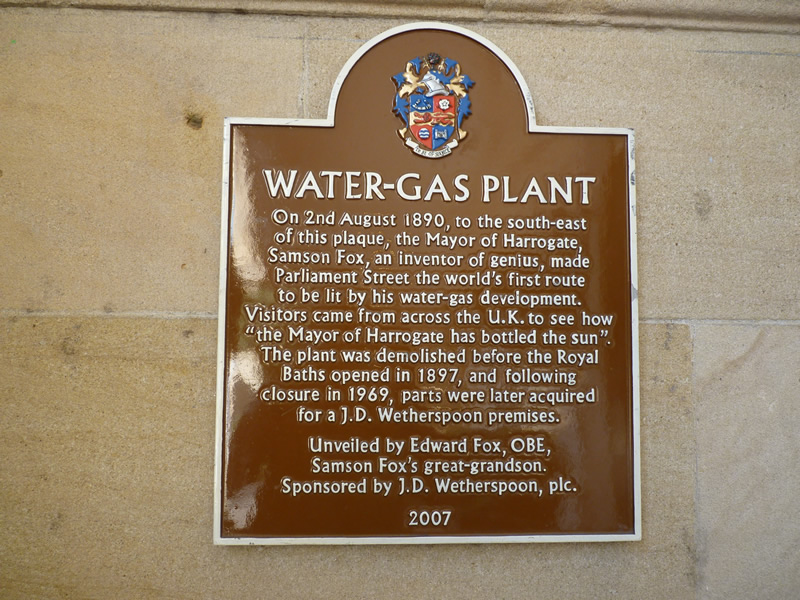 WATER-GAS PLANT
On 2nd August 1890, to the south-east
of this plaque, the Mayor of Harrogate,
Samson Fox, an inventor of genius, made
Parliament Street the world's first route
to be lit by his water-gas development.
Visitors came from across the U.K. to see how
"the Mayor of Harrogate has bottled the sun".
The plant was demolished before the Royal
Baths opened in 1897, and following
closure in 1969, parts were later acquired
for a J.D. Wetherspoon premises.
Unveiled by Edward Fox, OBE,
Samson Fox's great-grandson.
Sponsored by J.D. Wetherspoon, plc.
2007